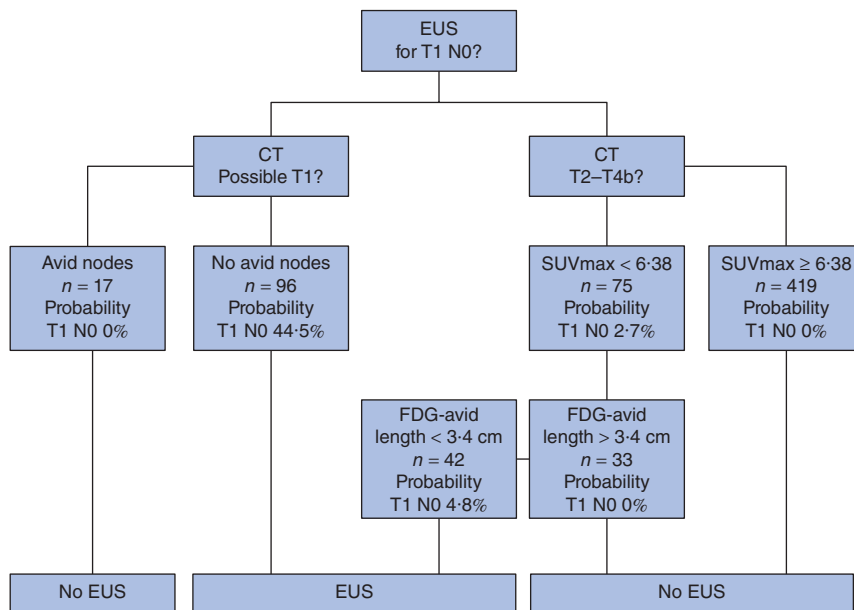 EUS
for T1 N0?
CT
Possible T1?
CT
T2–T4b?
Avid nodes
n = 17
Probability
T1 N0 0%
No avid nodes
n = 96
Probability
T1 N0 44·5%
SUVmax < 6·38
n = 75
Probability
T1 N0 2·7%
SUVmax ≥ 6·38
n = 419
Probability
T1 N0 0%
FDG-avid
length < 3·4 cm
n = 42
Probability
T1 N0 4·8%
FDG-avid
length > 3·4 cm
n = 33
Probability
T1 N0 0%
No EUS
EUS
No EUS